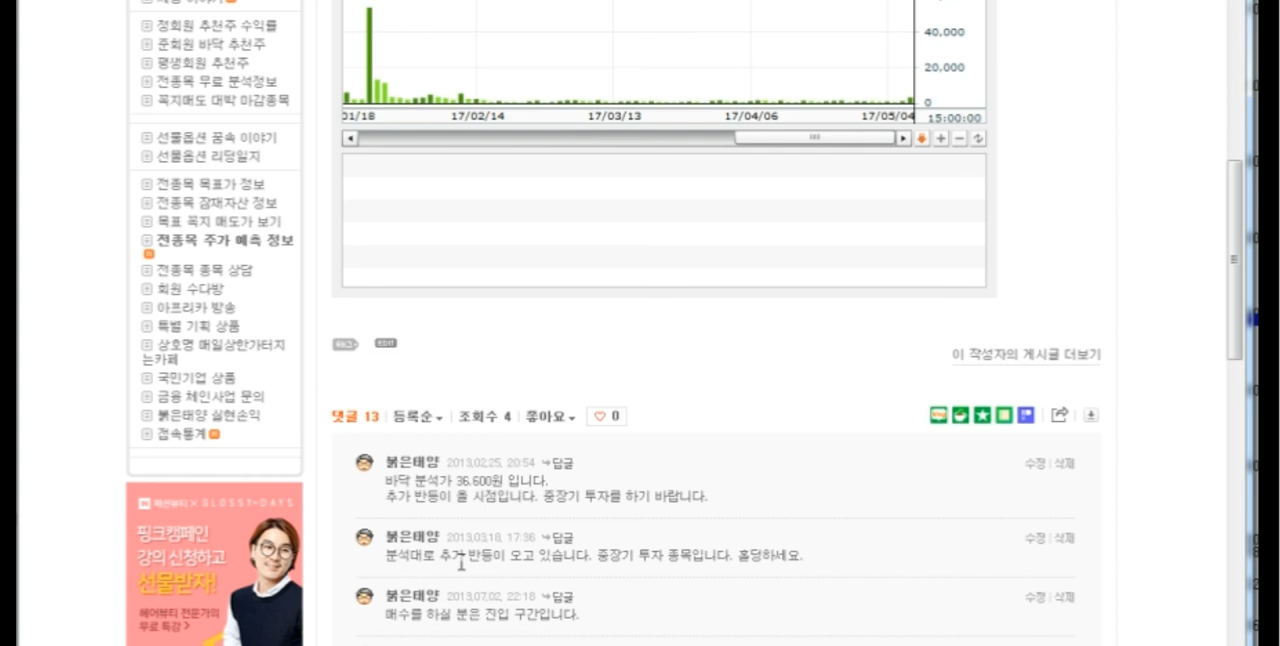 정회원 추천주 수익률
준회원 바닥 추천주
평생회원 추천주
전종목 무료 분석정보
꼭지매도 대박 마감종목
선물옵션 꿈속 이야기
선물옵션 리딩일지
전종목 목표가 정보
전종목 잠재자산 정보
목표 꼭지 매도가 보기
전종목 주가 예측 정보
전종목 종목 상담
회원 수다방
아프리카 방송
특별 기획 상품
상호명 매일상한가터지
는카페
국민기업 상품
금융 체인사업 문의
붉은태양 실현손익
접속통계
× GLOSSY•DAYS
핑크캠페인
강의 신청하고
선물받자!
헤어뷰티 전문가의
무료 특강 >
40,000
20,000
0
01/18 17/02/14 17/03/13 17/04/06 17/05/04 15:00:00
EDIT
이 작성자의 게시글 더보기
댓글 13 등록순 조회수 4 좋아요 0
붉은태양 2013.02.25. 20:54 답글 수정 | 삭제
바닥 분석가 36.600원 입니다.
추가 반등이 올 시점입니다. 중장기 투자를 하기 바랍니다.
붉은태양 2013.03.18. 17:36 답글 수정 | 삭제
분석대로 추가 반등이 오고 있습니다. 중장기 투자 종목입니다. 홀딩하세요.
붉은태양 2013.07.02. 22:18 답글 수정 | 삭제
매수를 하실 분은 진입 구간입니다.